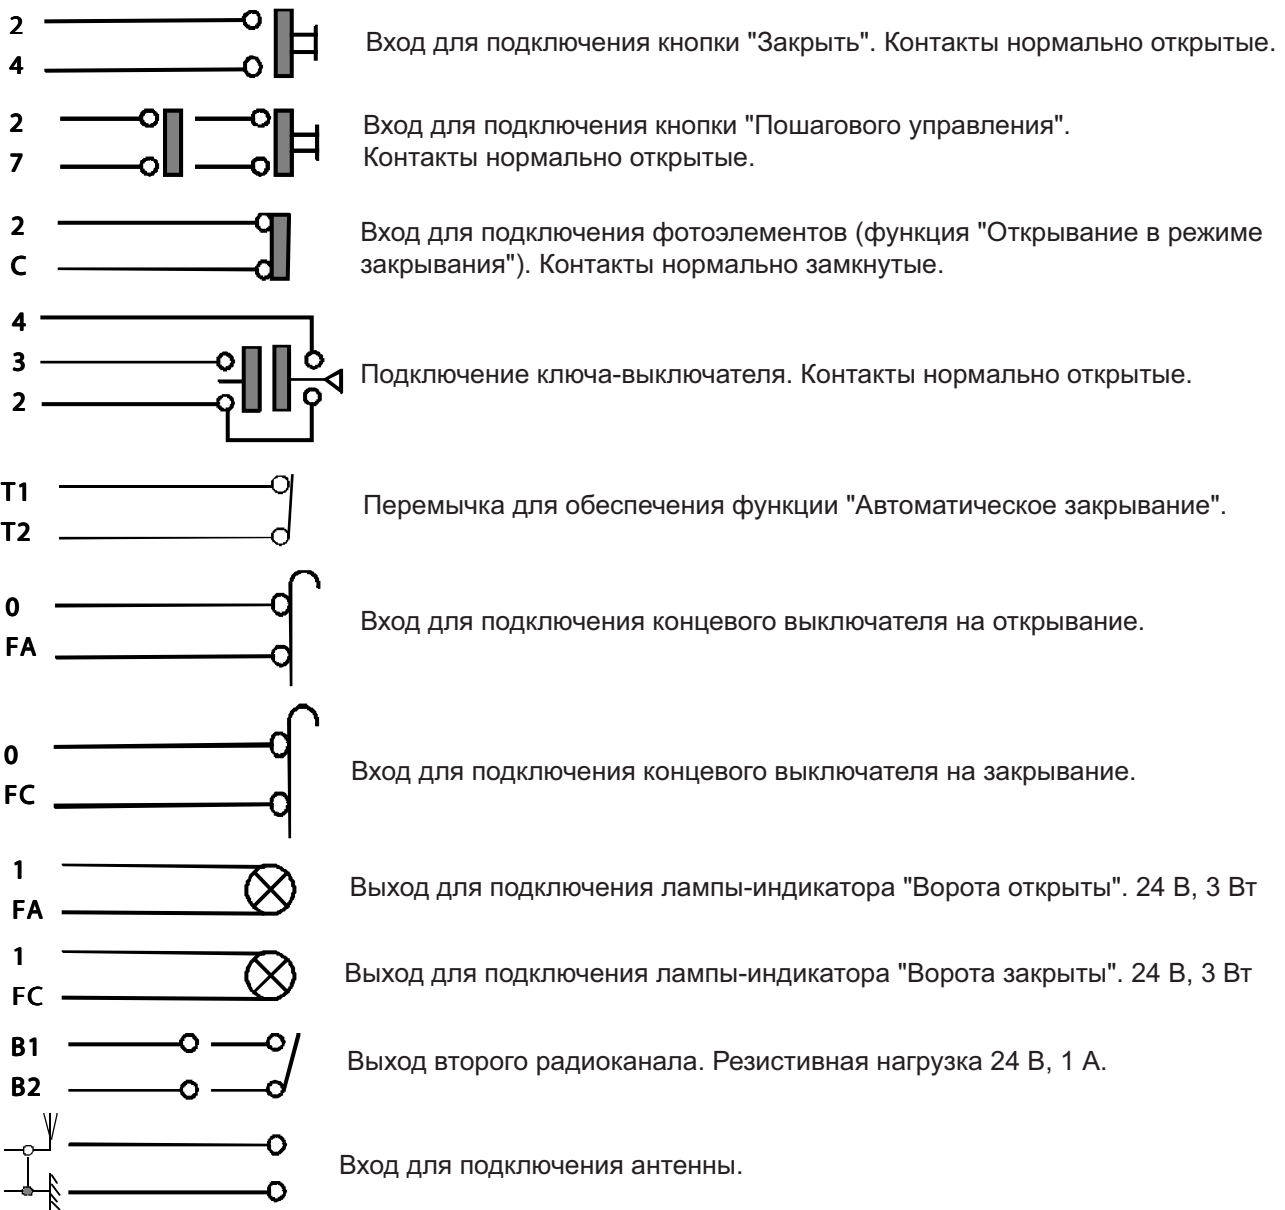 2
4
Вход для подключения кнопки "Закрыть". Контакты нормально открытые.
2
7
Вход для подключения кнопки "Пошагового управления".
Контакты нормально открытые.
2
C
Вход для подключения фотоэлементов (функция "Открывание в режиме
закрывания"). Контакты нормально замкнутые.
4
3
2
Подключение ключа-выключателя. Контакты нормально открытые.
T1
T2
Перемычка для обеспечения функции "Автоматическое закрывание".
0
FA
Вход для подключения концевого выключателя на открывание.
0
FC
Вход для подключения концевого выключателя на закрывание.
1
FA
Выход для подключения лампы-индикатора "Ворота открыты". 24 В, 3 Вт
1
FC
Выход для подключения лампы-индикатора "Ворота закрыты". 24 В, 3 Вт
B1
B2
Выход второго радиоканала. Резистивная нагрузка 24 В, 1 А.
Вход для подключения антенны.